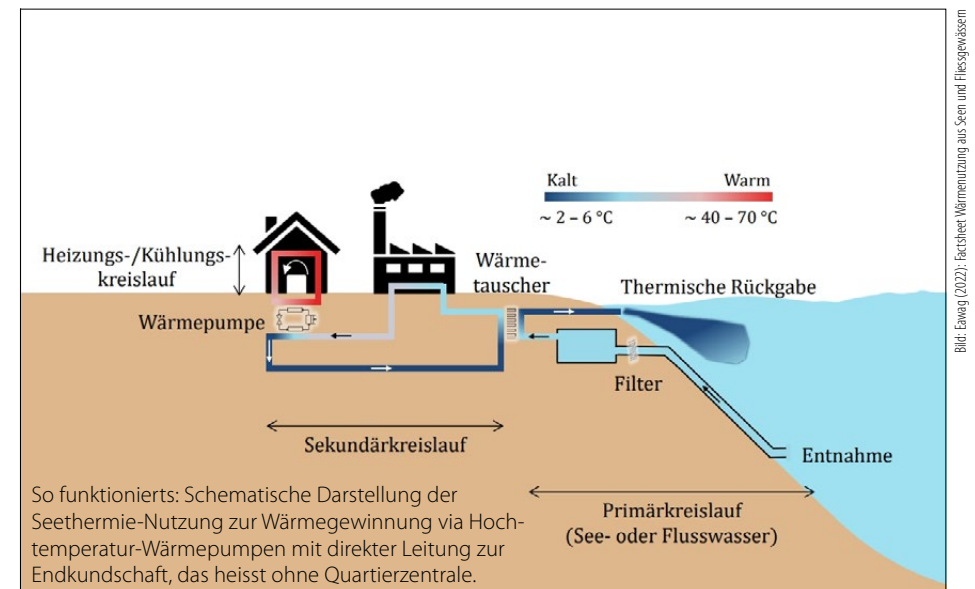 Bild: Eawag (2022): Factsheet Wärmenutzung aus Seen und Fliessgewässern
Kalt
Warm
~ 2 – 6 °C
~ 40 – 70 °C
Heizungs-/Kühlungs-
kreislauf
Wärme-
tauscher
Thermische Rückgabe
Wärmepumpe
Filter
Sekundärkreislauf
Entnahme
Primärkreislauf
(See- oder Flusswasser)
So funktionierts: Schematische Darstellung der
Seethermie-Nutzung zur Wärmegewinnung via Hoch-
temperatur-Wärmepumpen mit direkter Leitung zur
Endkundschaft, das heisst ohne Quartierzentrale.